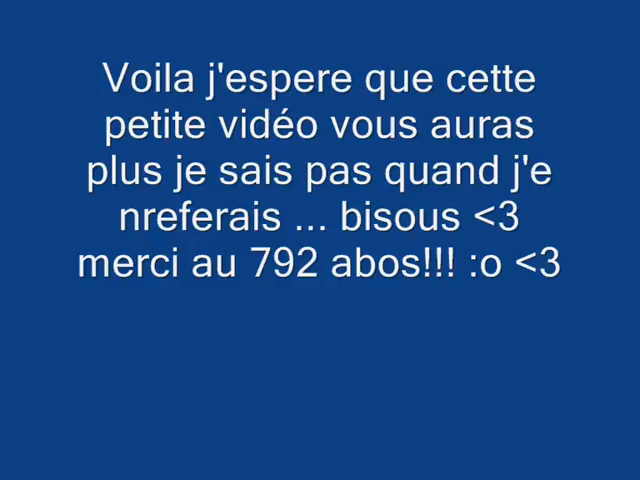 Voila j'espere que cette
petite vidéo vous auras
plus je sais pas quand j'e
nreferais ... bisous <3
merci au 792 abos!!! :o <3